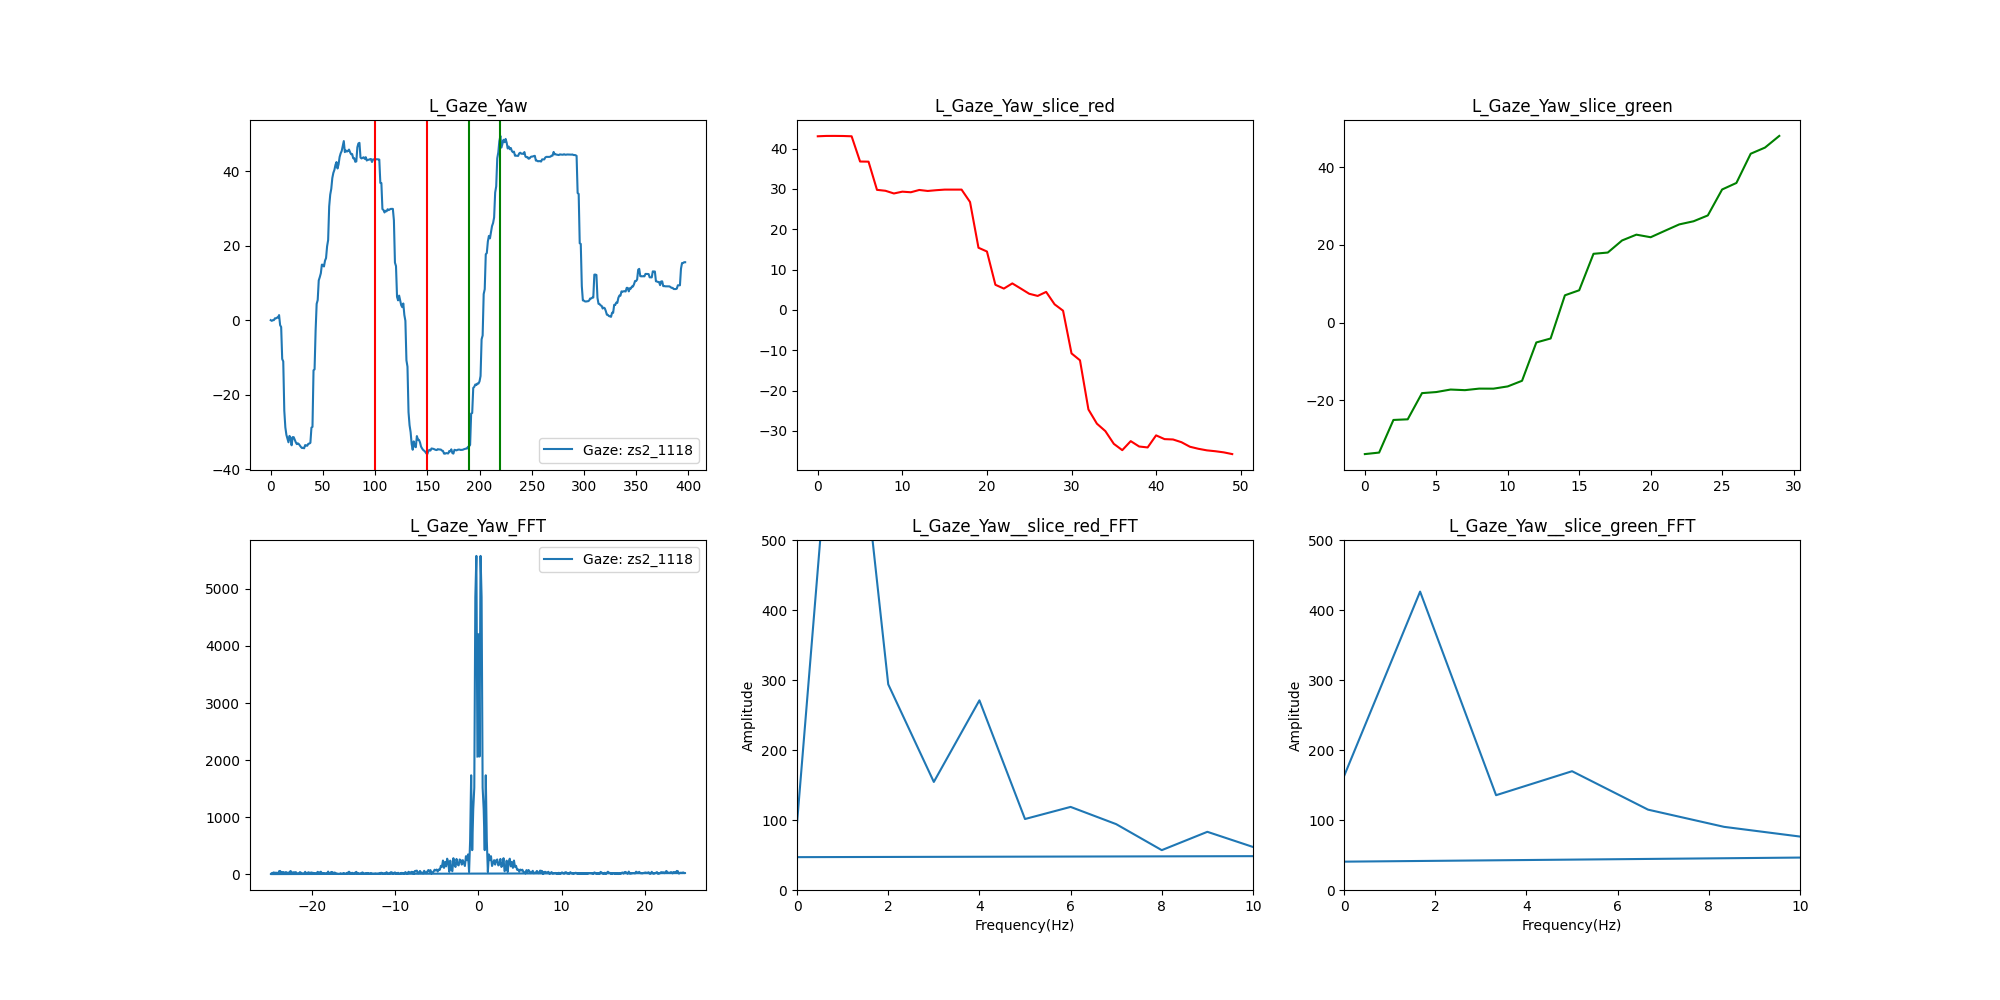 L_Gaze_Yaw
40
20
0
−20
−40
0 50 100 150 200 250 300 350 400
Gaze: zs2_1118
L_Gaze_Yaw_slice_red
40
30
20
10
0
−10
−20
−30
0 10 20 30 40 50
L_Gaze_Yaw_slice_green
40
20
0
−20
0 5 10 15 20 25 30
L_Gaze_Yaw_FFT
Gaze: zs2_1118
5000
4000
3000
2000
1000
0
−20 −10 0 10 20
L_Gaze_Yaw__slice_red_FFT
Amplitude
500
400
300
200
100
0
0 2 4 6 8 10
Frequency(Hz)
L_Gaze_Yaw__slice_green_FFT
Amplitude
500
400
300
200
100
0
0 2 4 6 8 10
Frequency(Hz)